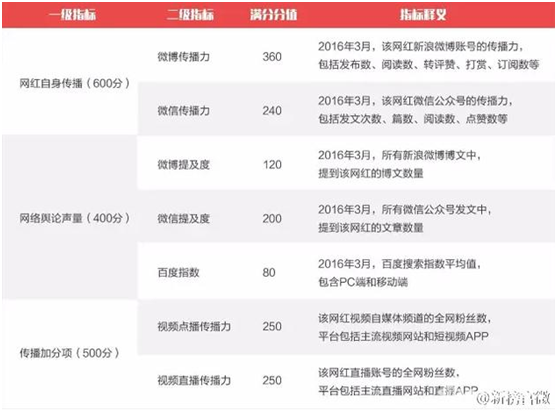 一级指标 二级指标 满分分值 指标释义
网红自身传播（600分）
微博传播力 360 2016年3月，该网红新浪微博账号的传播力，
包括发布数、阅读数、转评赞、打赏、订阅数等
微信传播力 240 2016年3月，该网红微信公众号的传播力，
包括发文次数、篇数、阅读数、点赞数等
网络舆论声量（400分）
微博提及度 120 2016年3月，所有新浪微博博文中，
提到该网红的博文数量
微信提及度 200 2016年3月，所有微信公众号发文中，
提到该网红的文章数量
百度指数 80 2016年3月，百度搜索指数平均值，
包含PC端和移动端
传播加分项（500分）
视频点播传播力 250 该网红视频自媒体频道的全网粉丝数，
平台包括主流视频网站和短视频APP
视频直播传播力 250 该网红直播账号的全网粉丝数，
平台包括主流直播网站和直播APP